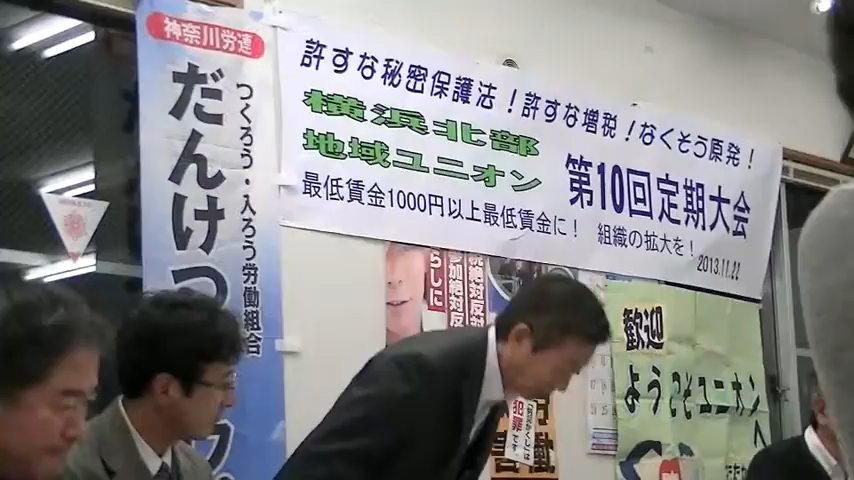 神奈川労連
だんけつ
つくろう・入ろう労働組合
許すな秘密保護法！許すな増税！なくそう原発！
横浜北部
地域ユニオン
第10回定期大会
最低賃金1000円以上最低賃金に！ 組織の拡大を！
2013.11.22
歓迎
ようこそユニオンへ